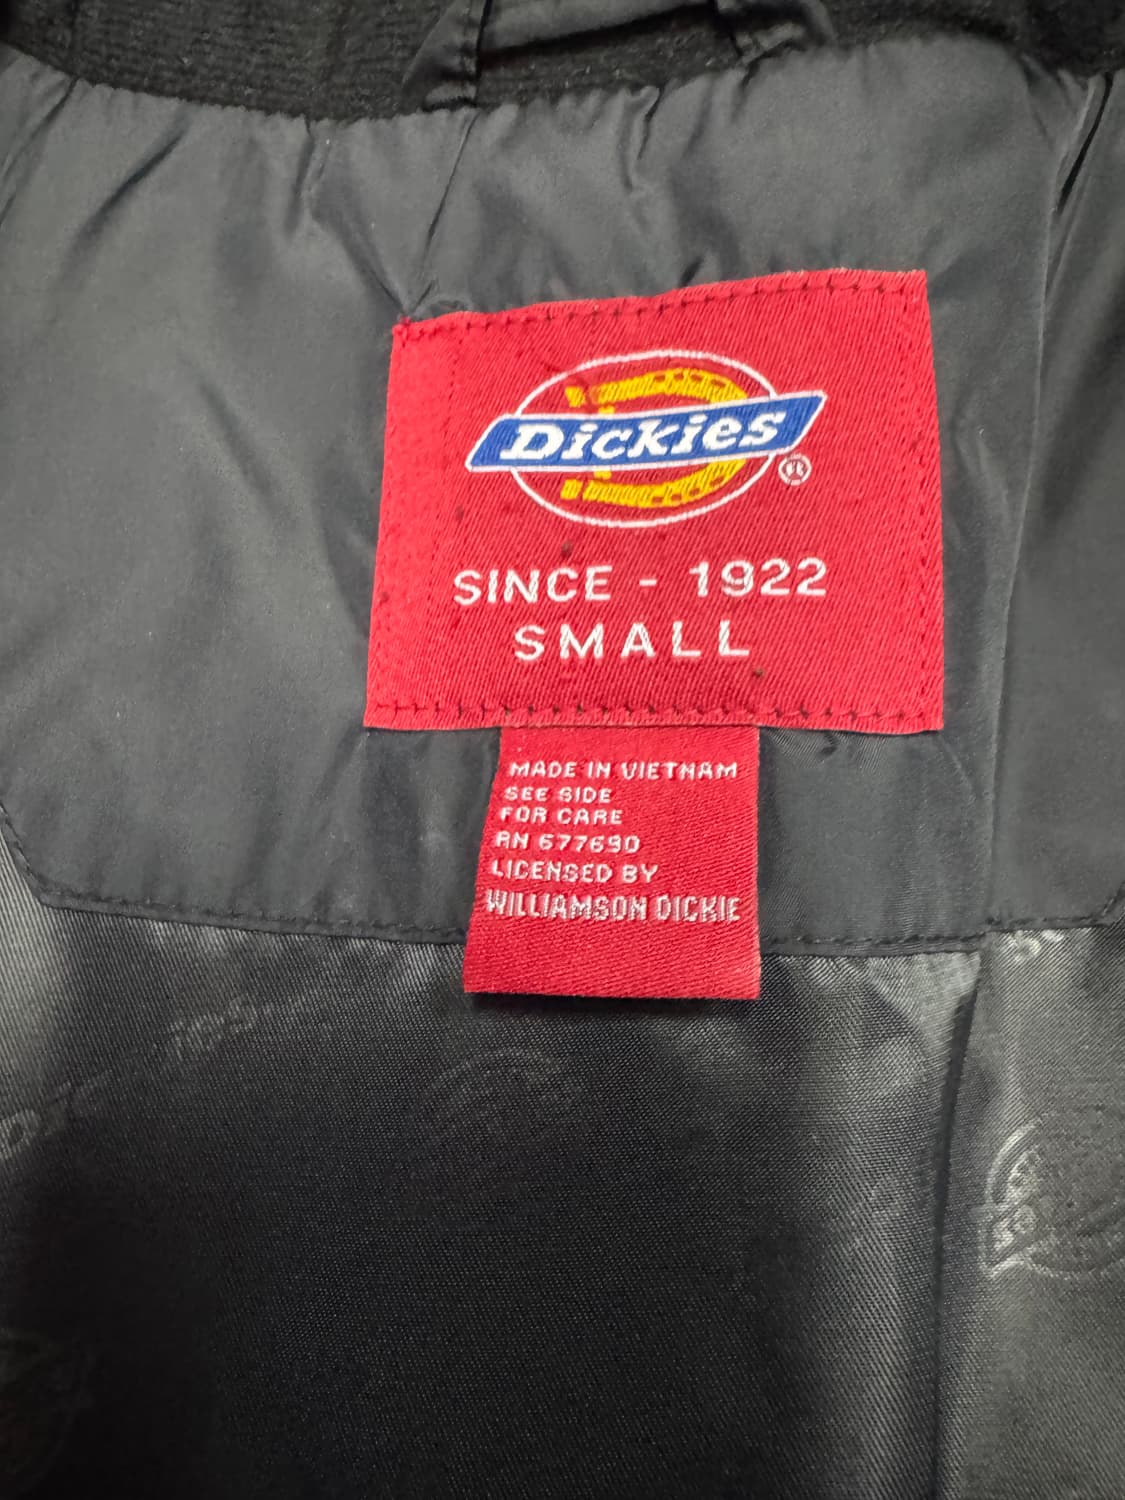 Dickies®
SINCE - 1922
SMALL
MADE IN VIETNAM
SEE SIDE
FOR CARE
RN 677690
LICENSED BY
WILLIAMSON DICKIE